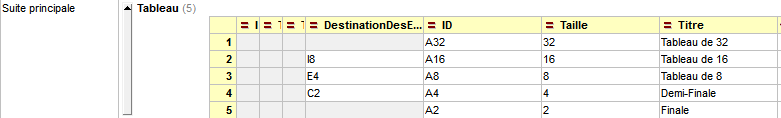 Suite principale
Tableau (5)
I T T DestinationDesE... ID Taille Titre
1 A32 32 Tableau de 32
2 I8 A16 16 Tableau de 16
3 E4 A8 8 Tableau de 8
4 C2 A4 4 Demi-Finale
5 A2 2 Finale